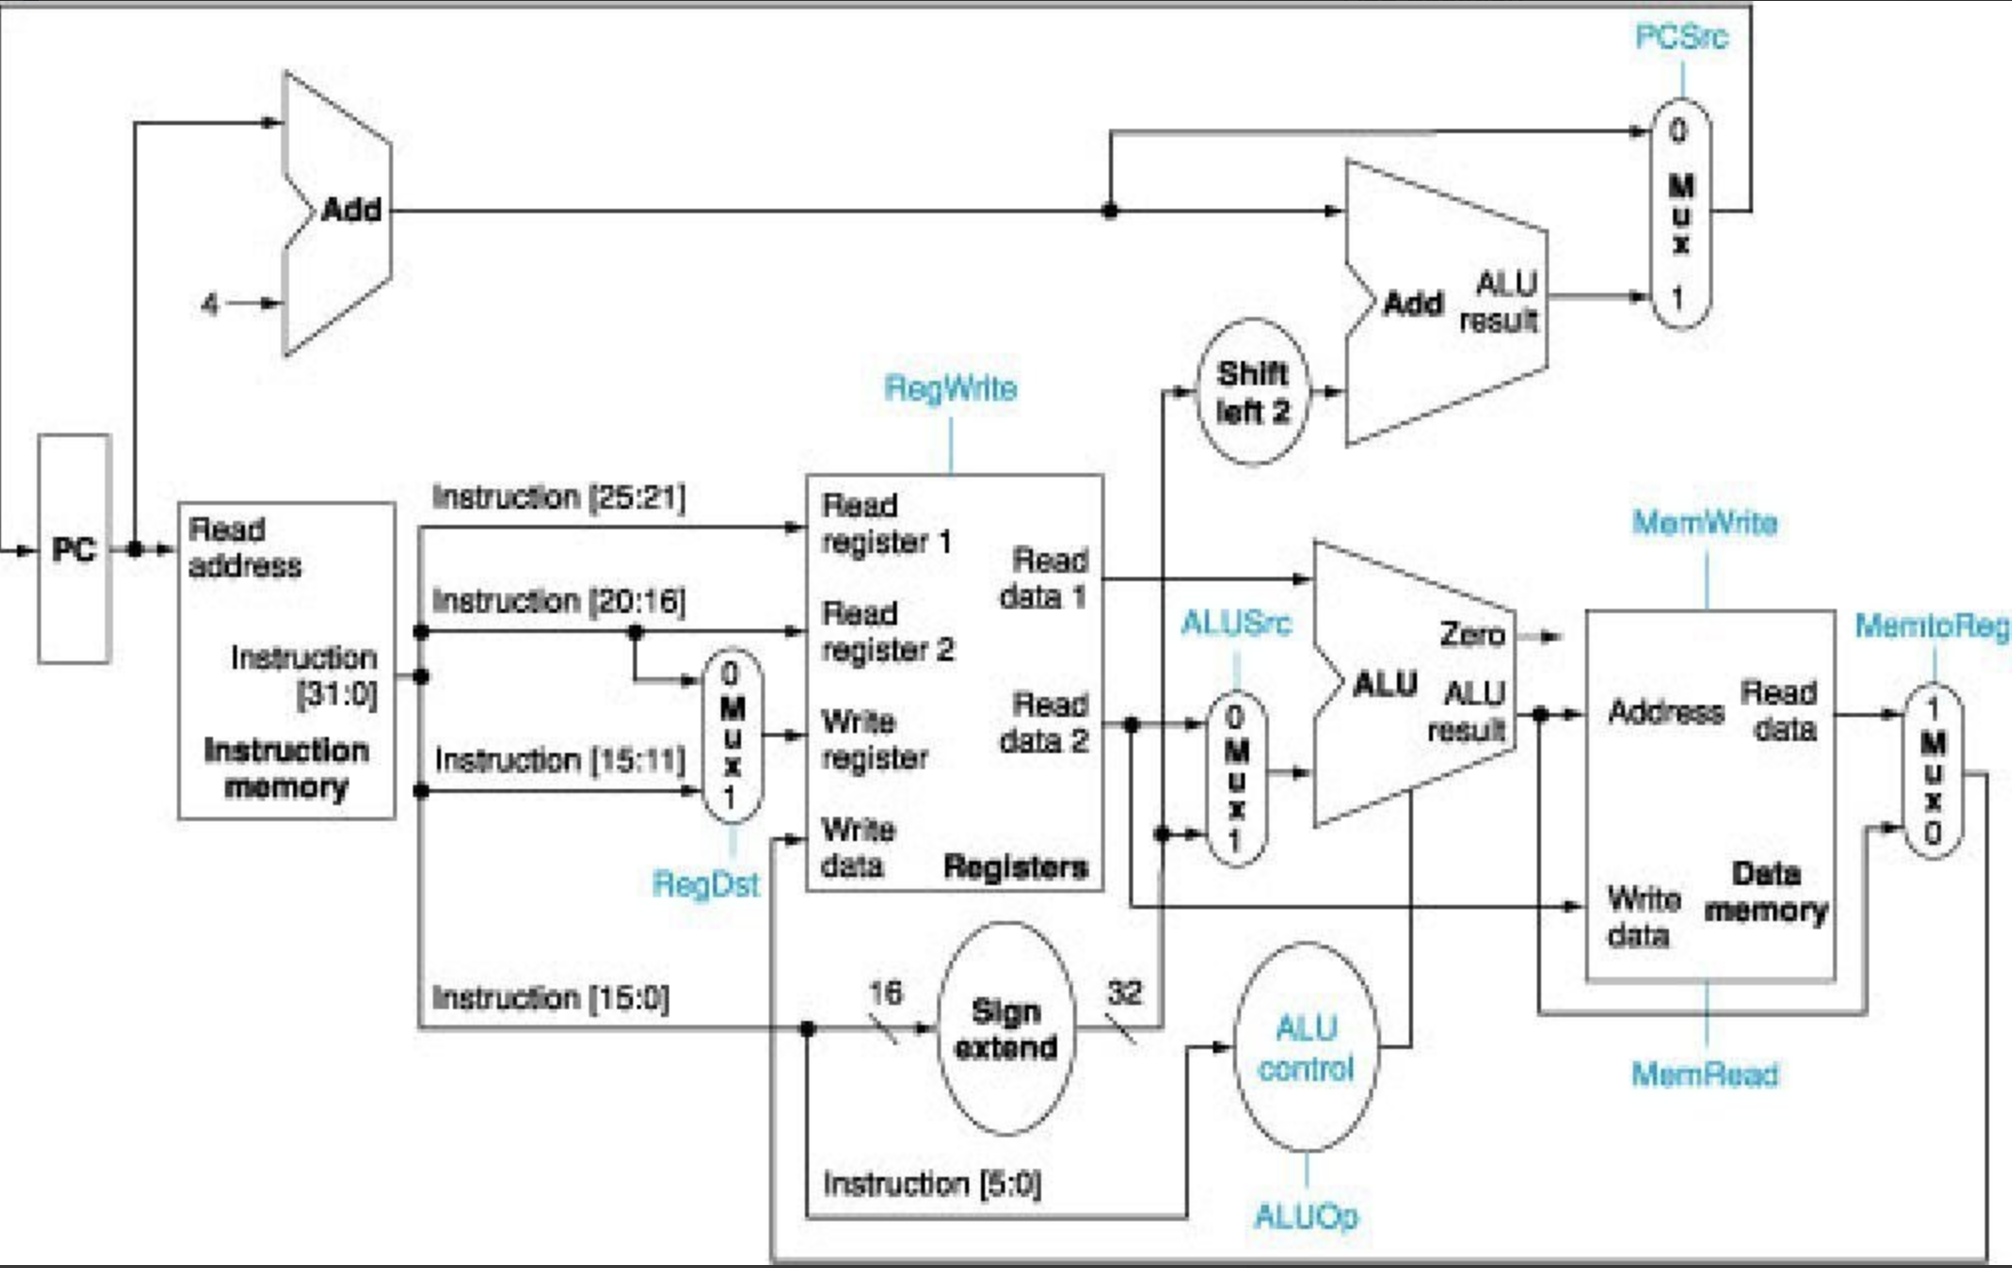 PCSrc
0
M
u
x
1
Add
4
Add
ALU
result
Shift
left 2
RegWrite
PC
Read
address
Instruction
[31:0]
Instruction
memory
Instruction [25:21]
Instruction [20:16]
Instruction [15:11]
0
M
u
x
1
RegDst
Read
register 1
Read
register 2
Write
register
Write
data
Read
data 1
Read
data 2
Registers
ALUSrc
0
M
u
x
1
Zero
ALU
ALU
result
MemWrite
Address
Read
data
Write
data
Data
memory
MemRead
MemtoReg
1
M
u
x
0
Instruction [15:0]
16
Sign
extend
32
ALU
control
ALUOp
Instruction [5:0]